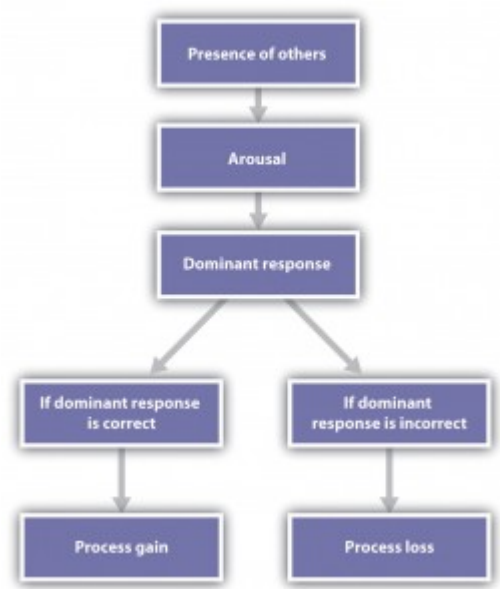 Presence of others
Arousal
Dominant response
If dominant response
is correct
If dominant
response is incorrect
Process gain
Process loss